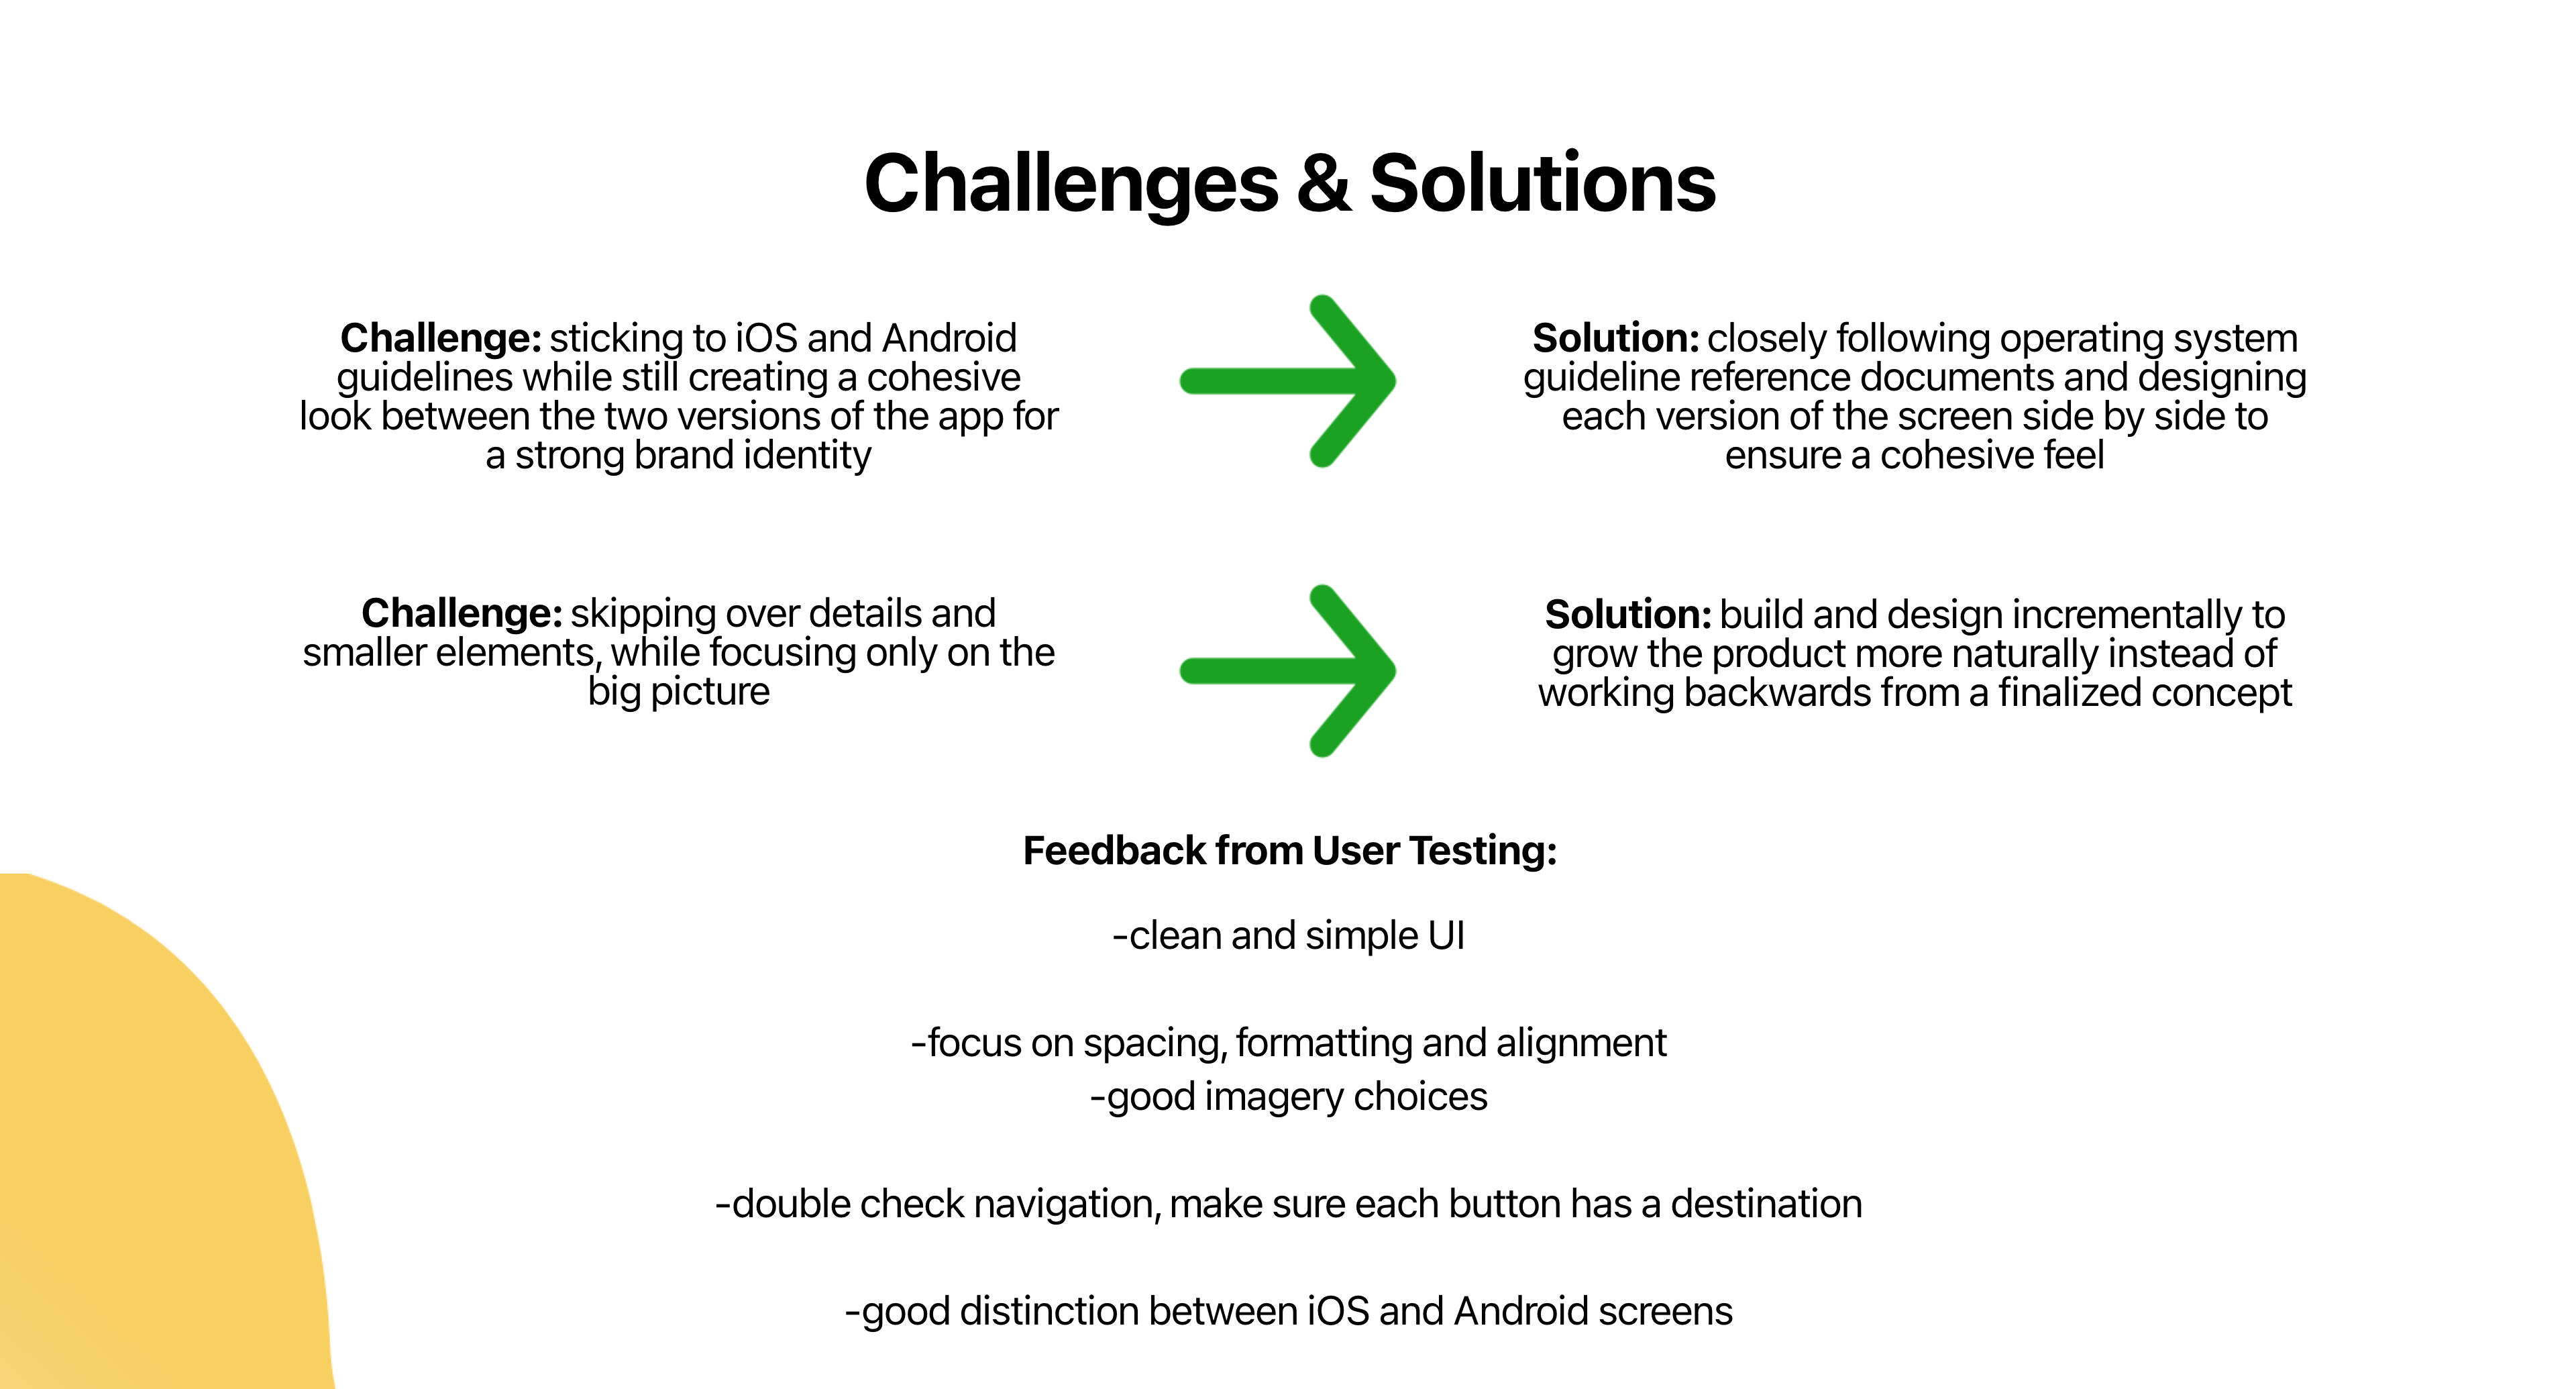 Challenges & Solutions
Challenge: sticking to iOS and Android
guidelines while still creating a cohesive
look between the two versions of the app for
a strong brand identity
Solution: closely following operating system
guideline reference documents and designing
each version of the screen side by side to
ensure a cohesive feel
Challenge: skipping over details and
smaller elements, while focusing only on the
big picture
Solution: build and design incrementally to
grow the product more naturally instead of
working backwards from a finalized concept
Feedback from User Testing:
-clean and simple UI
-focus on spacing, formatting and alignment
-good imagery choices
-double check navigation, make sure each button has a destination
-good distinction between iOS and Android screens